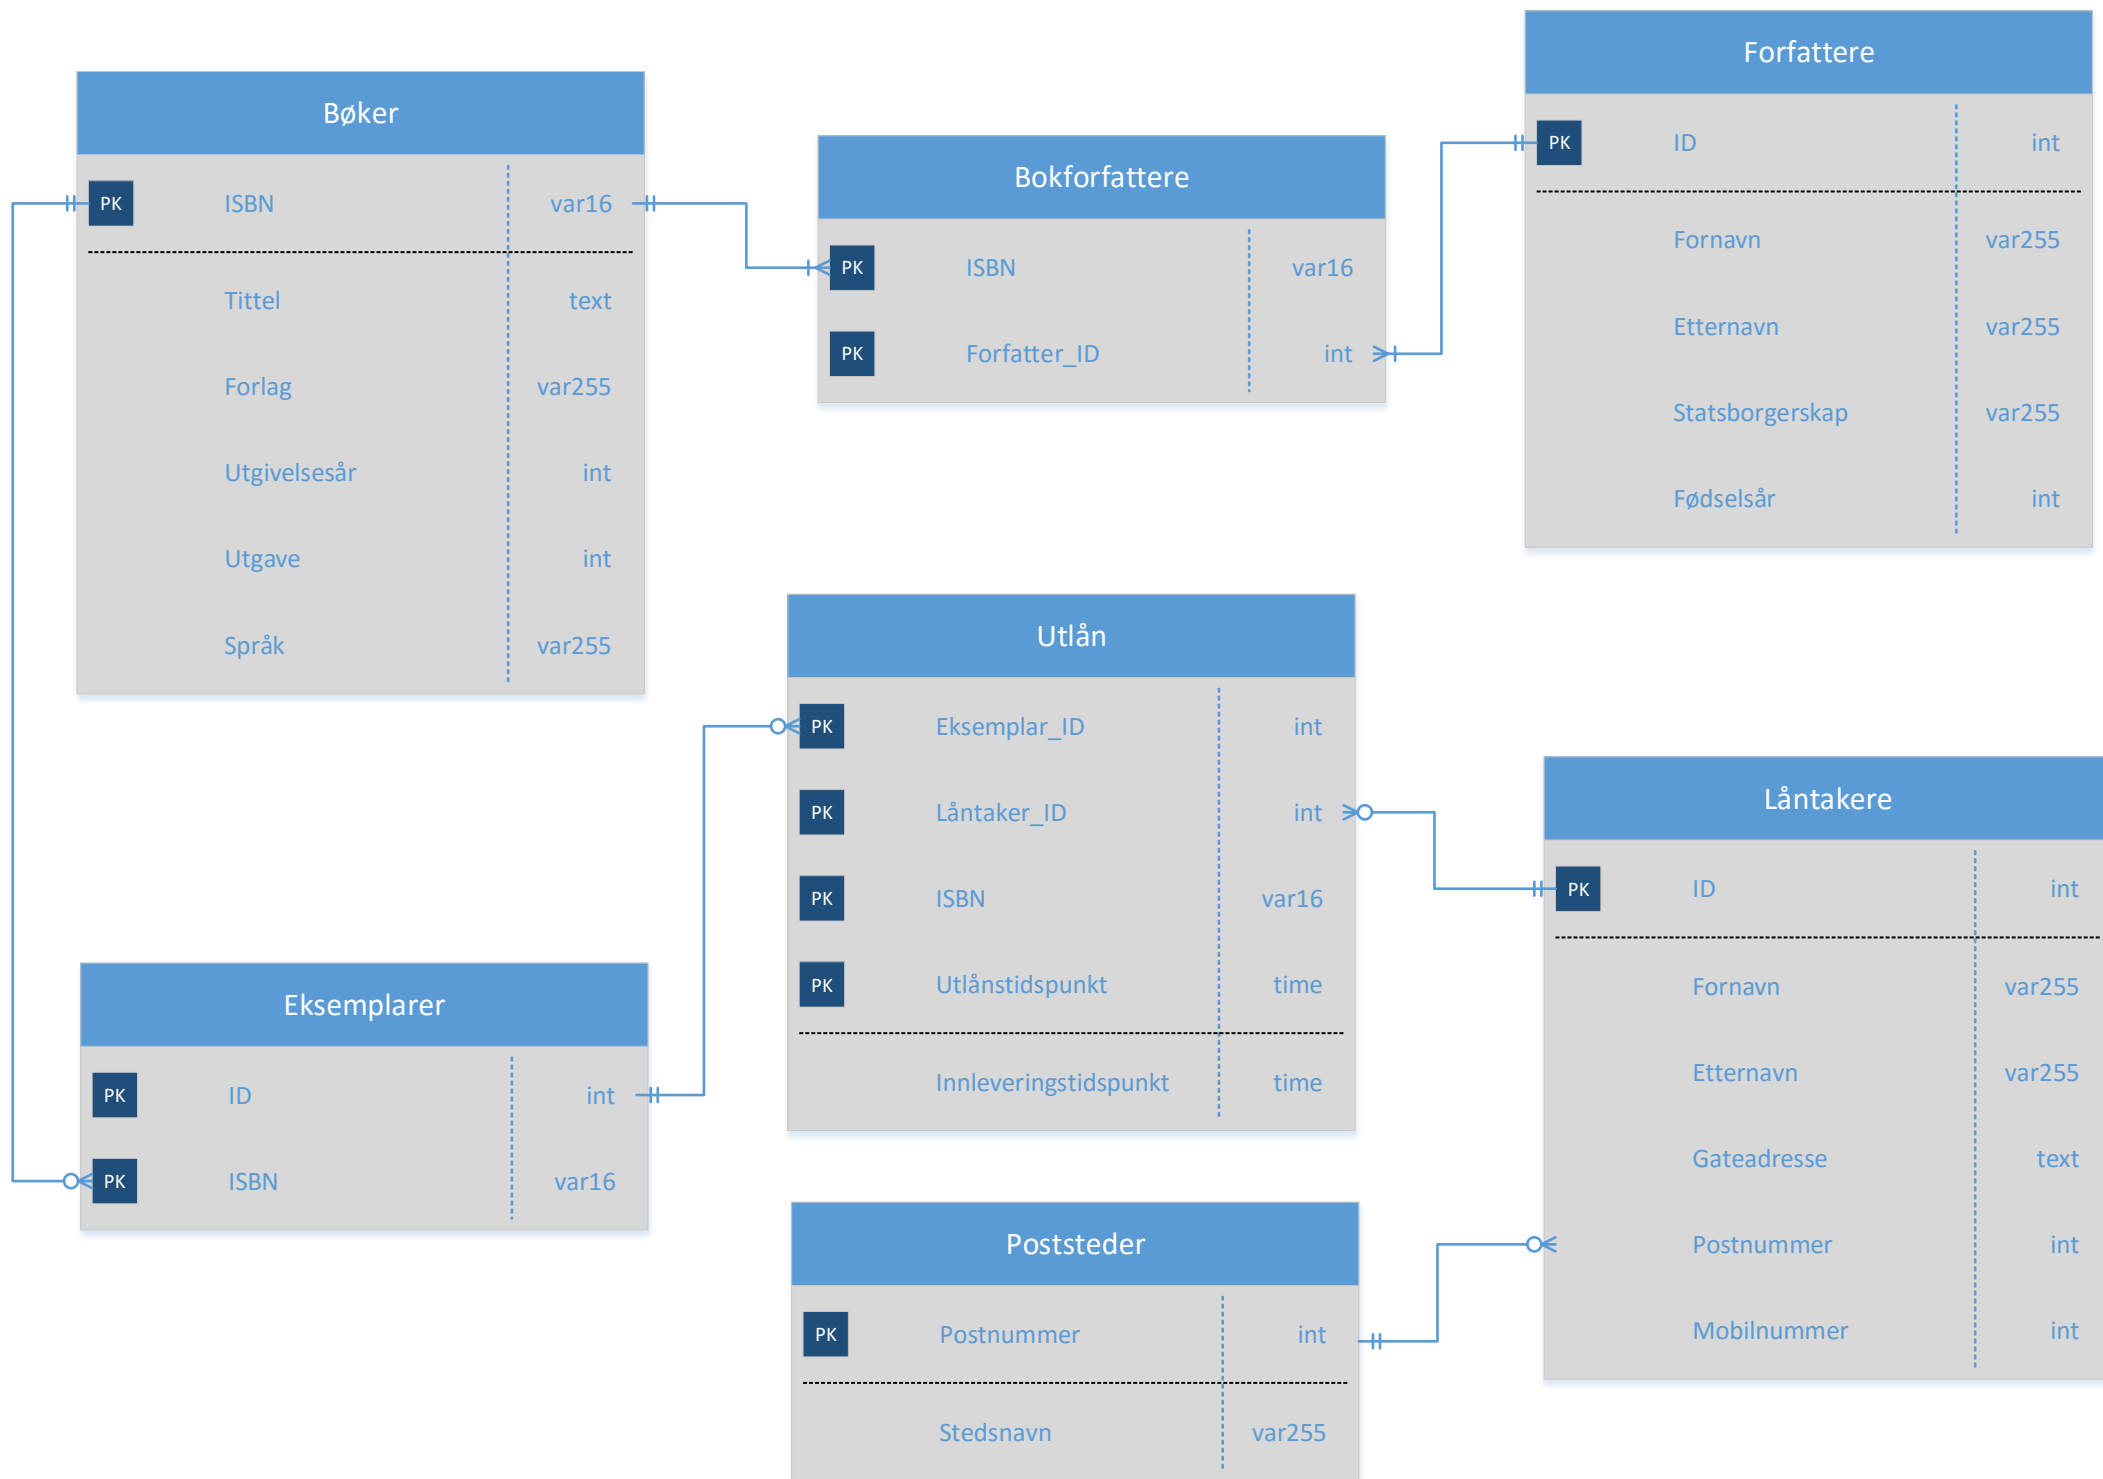 Bøker
PK ISBN var16
Tittel text
Forlag var255
Utgivelsesår int
Utgave int
Språk var255
Bokforfattere
PK ISBN var16
PK Forfatter_ID int
Forfattere
PK ID int
Fornavn var255
Etternavn var255
Statsborgerskap var255
Fødselsår int
Utlån
PK Eksemplar_ID int
PK Låntaker_ID int
PK ISBN var16
PK Utlånstidspunkt time
Innleveringstidspunkt time
Låntakere
PK ID int
Fornavn var255
Etternavn var255
Gateadresse text
Postnummer int
Mobilnummer int
Eksemplarer
PK ID int
PK ISBN var16
Poststeder
PK Postnummer int
Stedsnavn var255